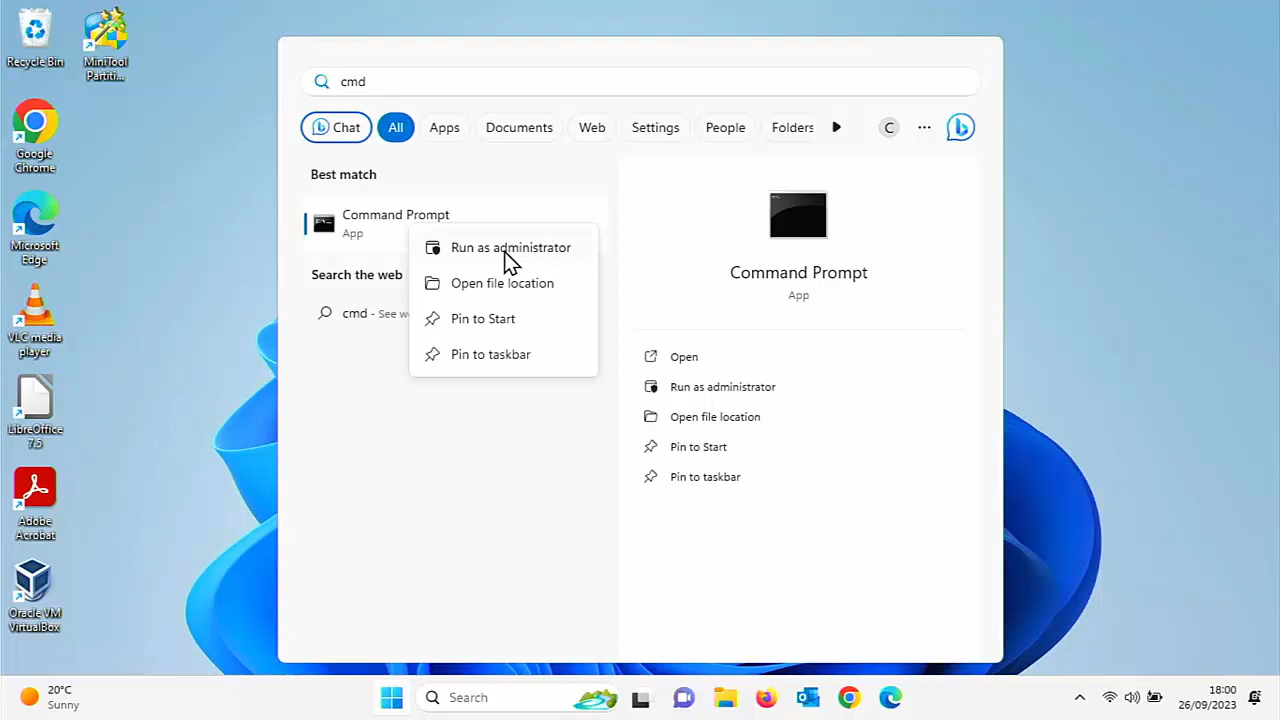 Recycle Bin
MiniTool
Partiti...
Google
Chrome
Microsoft
Edge
VLC media
player
LibreOffice
7.5
Adobe
Acrobat
Oracle VM
VirtualBox
cmd
Chat
All
Apps
Documents
Web
Settings
People
Folders
C
Best match
Command Prompt
App
Search the web
cmd - See we
Run as administrator
Open file location
Pin to Start
Pin to taskbar
Command Prompt
App
Open
Run as administrator
Open file location
Pin to Start
Pin to taskbar
20°C
Sunny
Search
18:00
26/09/2023